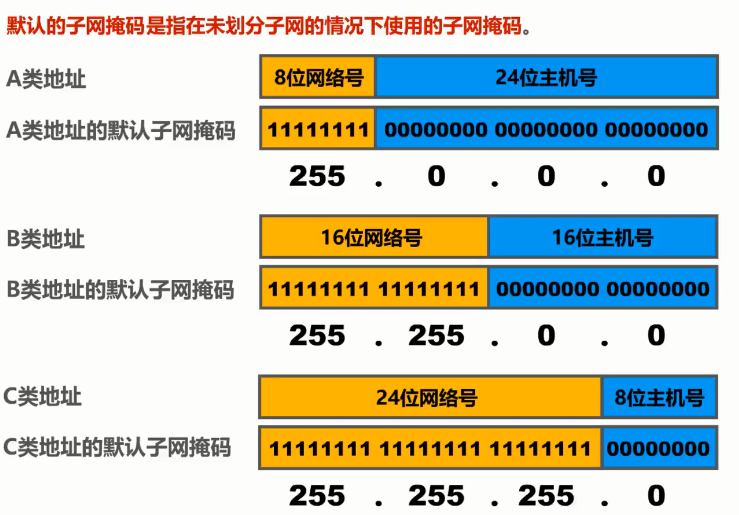 默认的子网掩码是指在未划分子网的情况下使用的子网掩码。
A类地址 8位网络号 24位主机号
A类地址的默认子网掩码 11111111 00000000 00000000 00000000
255 . 0 . 0 . 0
B类地址 16位网络号 16位主机号
B类地址的默认子网掩码 11111111 11111111 00000000 00000000
255 . 255 . 0 . 0
C类地址 24位网络号 8位主机号
C类地址的默认子网掩码 11111111 11111111 11111111 00000000
255 . 255 . 255 . 0